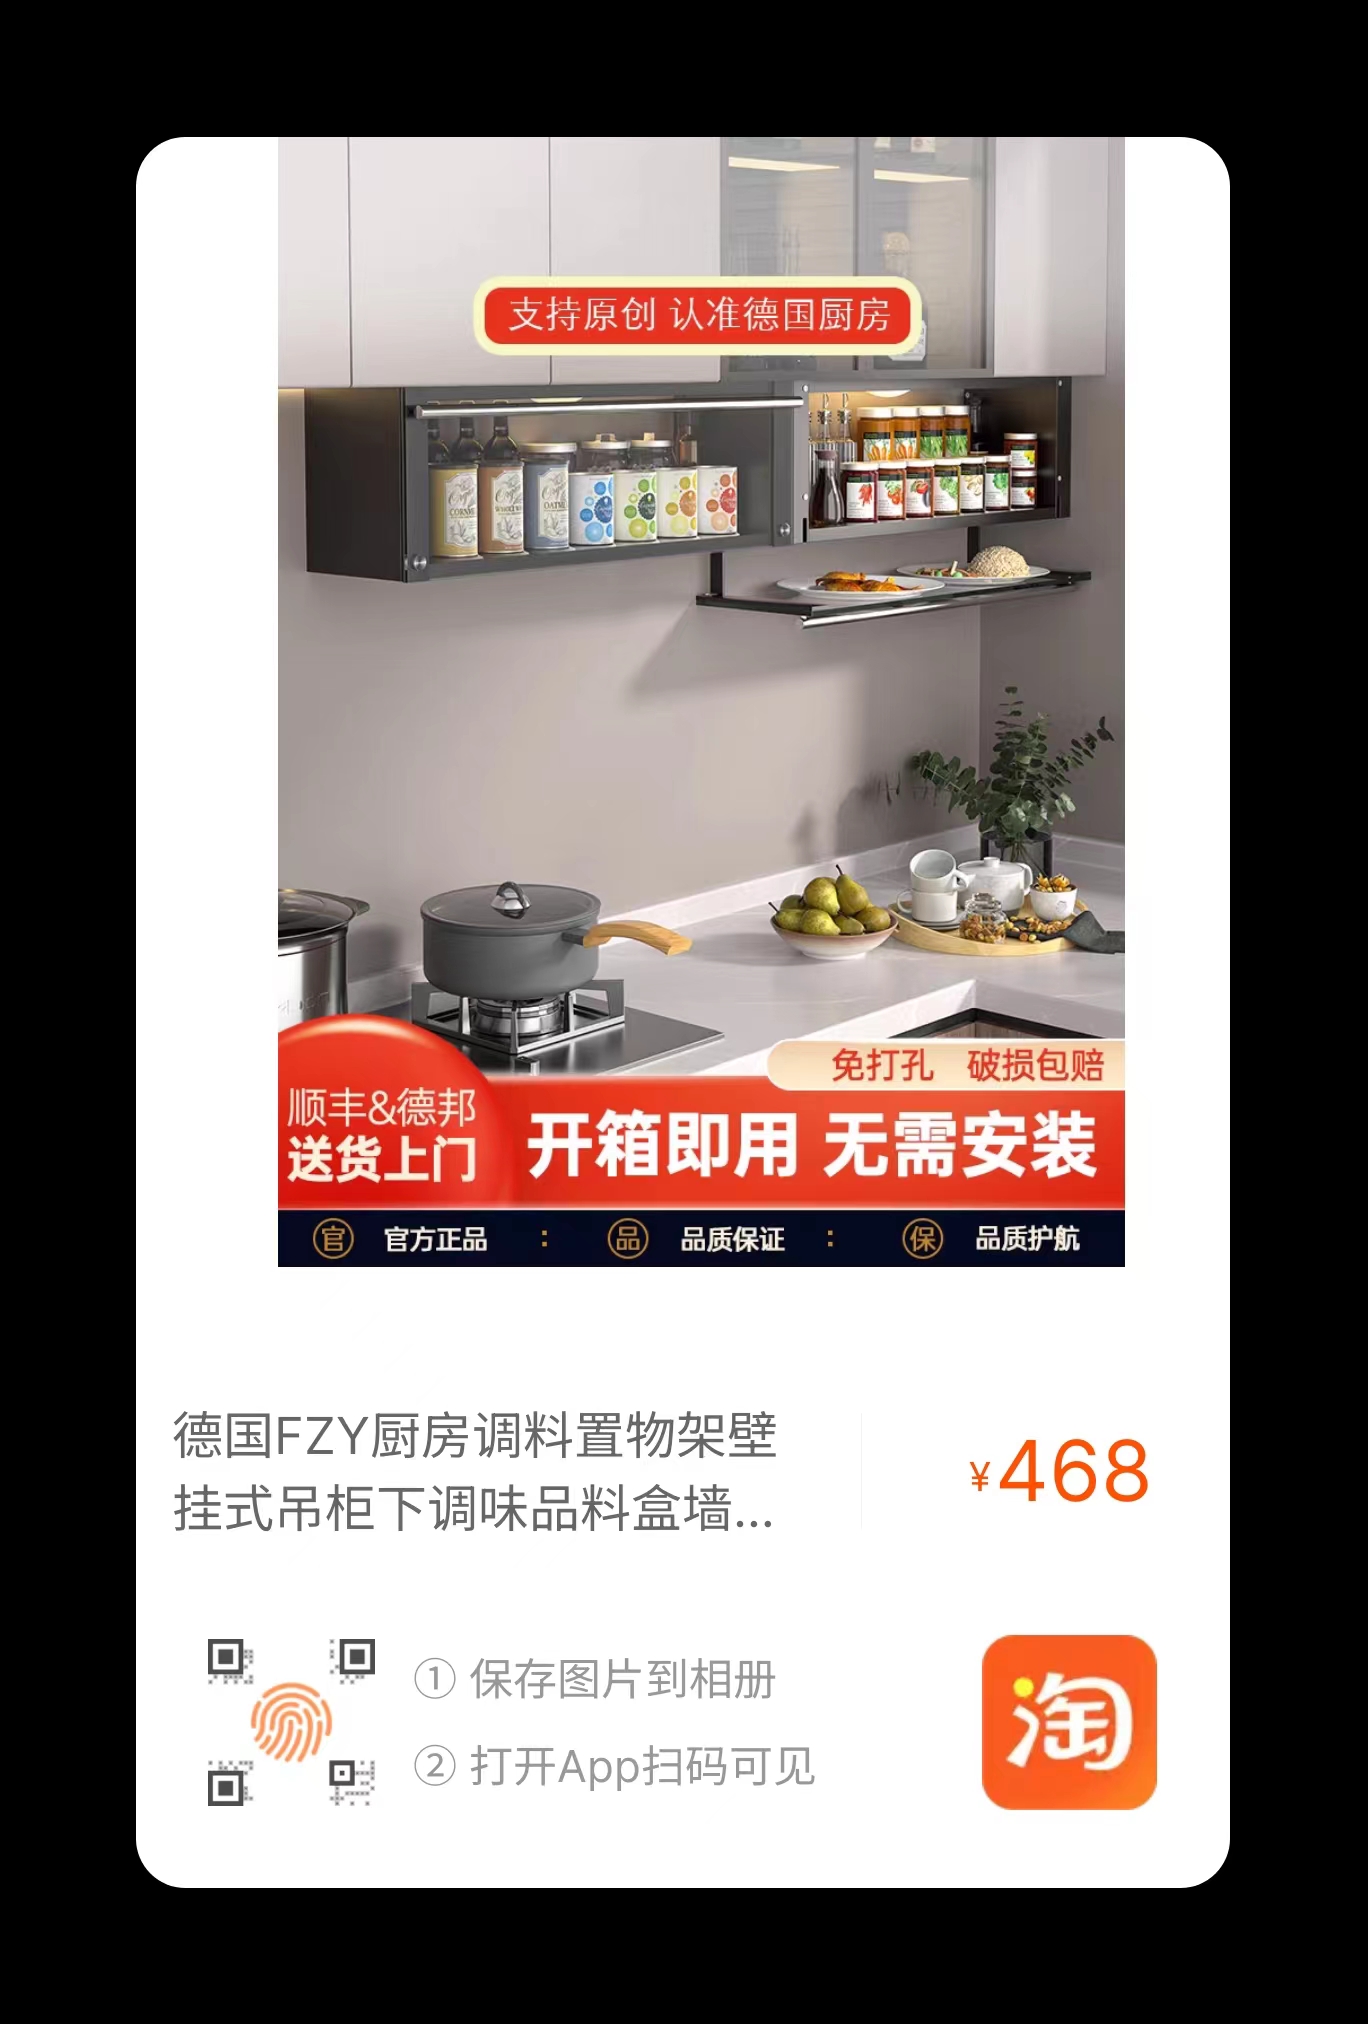 支持原创 认准德国厨房
免打孔 破损包赔
顺丰&德邦
送货上门
开箱即用 无需安装
官 官方正品 : 品 品质保证 : 保 品质护航
德国FZY厨房调料置物架壁
挂式吊柜下调味品料盒墙...
¥468
① 保存图片到相册
② 打开App扫码可见
淘